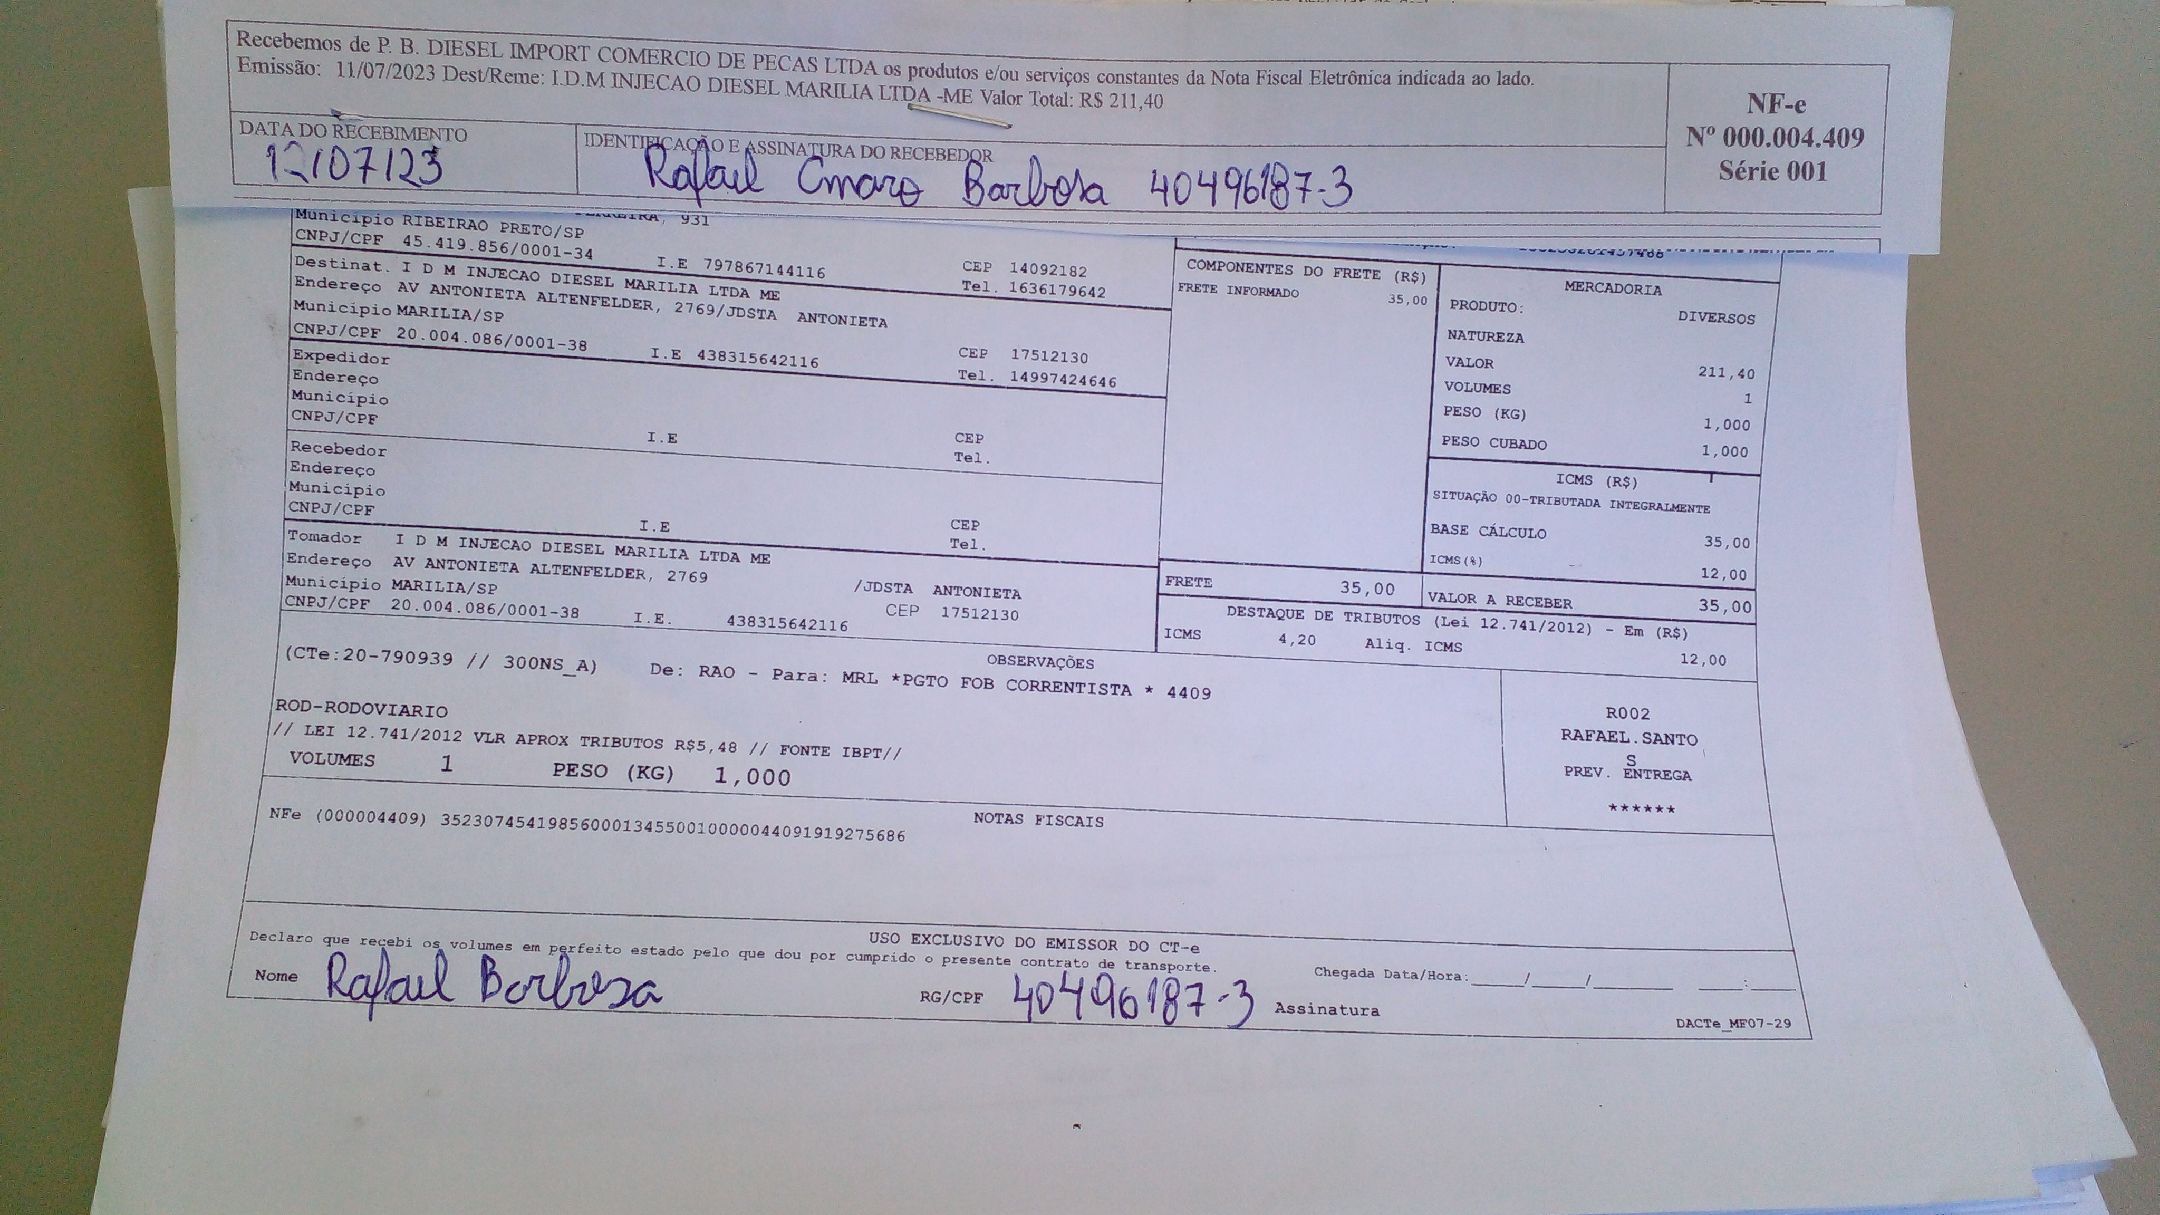 Recebemos de P. B. DIESEL IMPORT COMERCIO DE PECAS LTDA os produtos e/ou serviços constantes da Nota Fiscal Eletrônica indicada ao lado.
Emissão: 11/07/2023 Dest/Reme: I.D.M INJECAO DIESEL MARILIA LTDA -ME Valor Total: R$ 211,40
NF-e
Nº 000.004.409
Série 001
DATA DO RECEBIMENTO
12/07/23
IDENTIFICAÇÃO E ASSINATURA DO RECEBEDOR
Rafael Barbosa 40496187-3
931
Município RIBEIRAO PRETO/SP CEP 14092182
CNPJ/CPF 45.419.856/0001-34 I.E 797867144116 Tel. 1636179642
Destinat. I D M INJECAO DIESEL MARILIA LTDA ME
Endereço AV ANTONIETA ALTENFELDER, 2769/JDSTA ANTONIETA
Município MARILIA/SP CEP 17512130
CNPJ/CPF 20.004.086/0001-38 I.E 438315642116 Tel. 14997424646
Expedidor
Endereço
Município CEP
CNPJ/CPF I.E Tel.
Recebedor
Endereço
Município CEP
CNPJ/CPF I.E Tel.
Tomador I D M INJECAO DIESEL MARILIA LTDA ME
Endereço AV ANTONIETA ALTENFELDER, 2769 /JDSTA ANTONIETA
Município MARILIA/SP CEP 17512130
CNPJ/CPF 20.004.086/0001-38 I.E. 438315642116
COMPONENTES DO FRETE (R$)
FRETE INFORMADO 35,00
MERCADORIA
PRODUTO: DIVERSOS
NATUREZA
VALOR 211,40
VOLUMES 1
PESO (KG) 1,000
PESO CUBADO 1,000
ICMS (R$)
SITUAÇÃO 00-TRIBUTADA INTEGRALMENTE
BASE CÁLCULO 35,00
ICMS(%) 12,00
FRETE 35,00 VALOR A RECEBER 35,00
DESTAQUE DE TRIBUTOS (Lei 12.741/2012) - Em (R$)
ICMS 4,20 Aliq. ICMS 12,00
OBSERVAÇÕES
(CTe:20-790939 // 300NS_A) De: RAO - Para: MRL *PGTO FOB CORRENTISTA * 4409
ROD-RODOVIARIO
// LEI 12.741/2012 VLR APROX TRIBUTOS R$5,48 // FONTE IBPT//
VOLUMES 1 PESO (KG) 1,000
R002
RAFAEL.SANTO
S
PREV. ENTREGA
******
NOTAS FISCAIS
NFe (000004409) 35230745419856000134550010000044091919275686
USO EXCLUSIVO DO EMISSOR DO CT-e
Declaro que recebi os volumes em perfeito estado pelo que dou por cumprido o presente contrato de transporte.
Chegada Data/Hora:____/____/______ ___:___
Nome Rafael Barbosa RG/CPF 40496187-3 Assinatura
DACTe_MF07-29